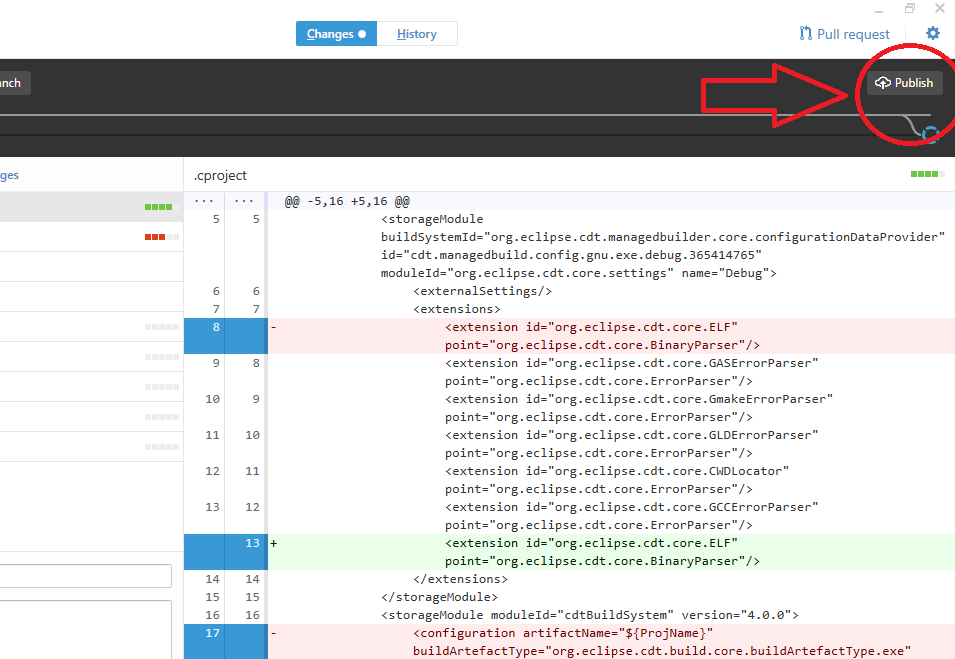 Changes
History
Pull request
nch
Publish
ges
.cproject
... ... @@ -5,16 +5,16 @@
5 5 <storageModule
buildSystemId="org.eclipse.cdt.managedbuilder.core.configurationDataProvider"
id="cdt.managedbuild.config.gnu.exe.debug.365414765"
moduleId="org.eclipse.cdt.core.settings" name="Debug">
6 6 <externalSettings/>
7 7 <extensions>
8 - <extension id="org.eclipse.cdt.core.ELF"
point="org.eclipse.cdt.core.BinaryParser"/>
9 8 <extension id="org.eclipse.cdt.core.GASErrorParser"
point="org.eclipse.cdt.core.ErrorParser"/>
10 9 <extension id="org.eclipse.cdt.core.GmakeErrorParser"
point="org.eclipse.cdt.core.ErrorParser"/>
11 10 <extension id="org.eclipse.cdt.core.GLDErrorParser"
point="org.eclipse.cdt.core.ErrorParser"/>
12 11 <extension id="org.eclipse.cdt.core.CWDLocator"
point="org.eclipse.cdt.core.ErrorParser"/>
13 12 <extension id="org.eclipse.cdt.core.GCCErrorParser"
point="org.eclipse.cdt.core.ErrorParser"/>
13 + <extension id="org.eclipse.cdt.core.ELF"
point="org.eclipse.cdt.core.BinaryParser"/>
14 14 </extensions>
15 15 </storageModule>
16 16 <storageModule moduleId="cdtBuildSystem" version="4.0.0">
17 - <configuration artifactName="${ProjName}"
buildArtefactType="org.eclipse.cdt.build.core.buildArtefactType.exe"